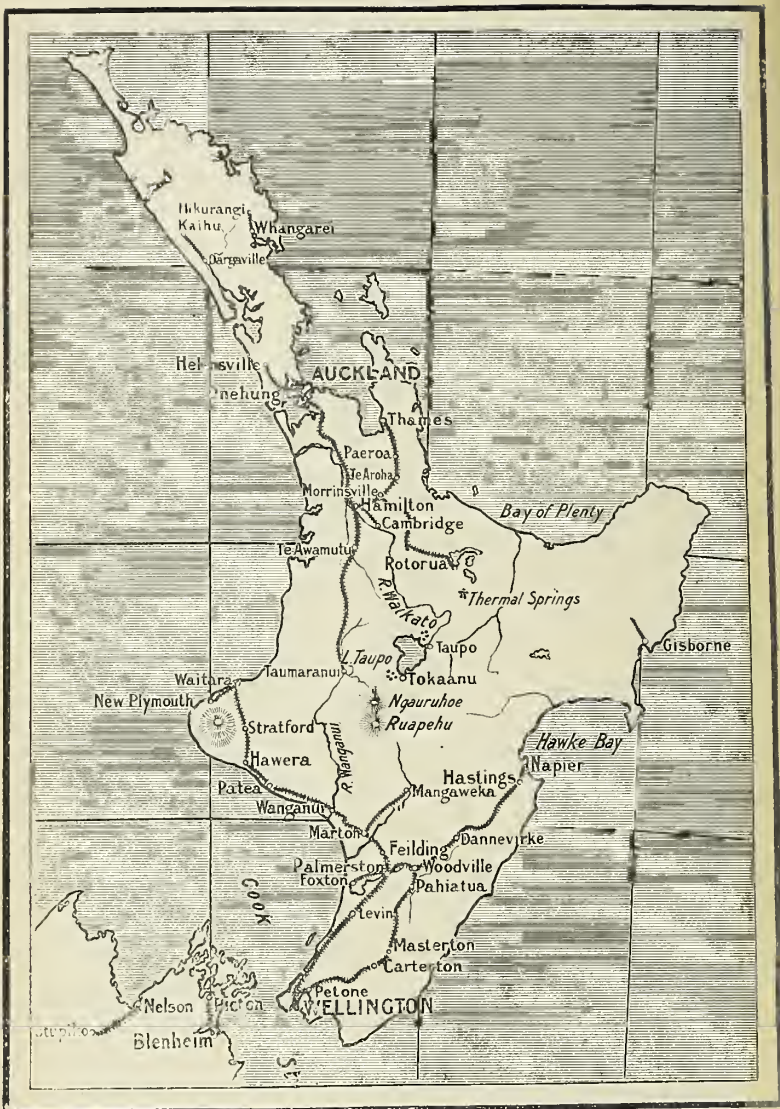 Hikurangi
Kaihu
Whangarei
Dargaville
AUCKLAND
Thames
Paeroa
Te Aroha
Morrinsville
Hamilton
Cambridge
Bay of Plenty
Te Awamutu
Rotorua
Thermal Springs
R. Waikato
Gisborne
Taupo
L. Taupo
Taumaranui
Tokaanu
Waitara
New Plymouth
Ngauruhoe
Ruapehu
Stratford
R. Wanganui
Hawke Bay
Hawera
Napier
Hastings
Patea
Mangaweka
Wanganui
Marton
Dannevirke
Feilding
Palmerston
Woodville
Foxton
Pahiatua
Cook
Levin
Masterton
Carterton
Petone
Nelson
Picton
WELLINGTON
Blenheim
St